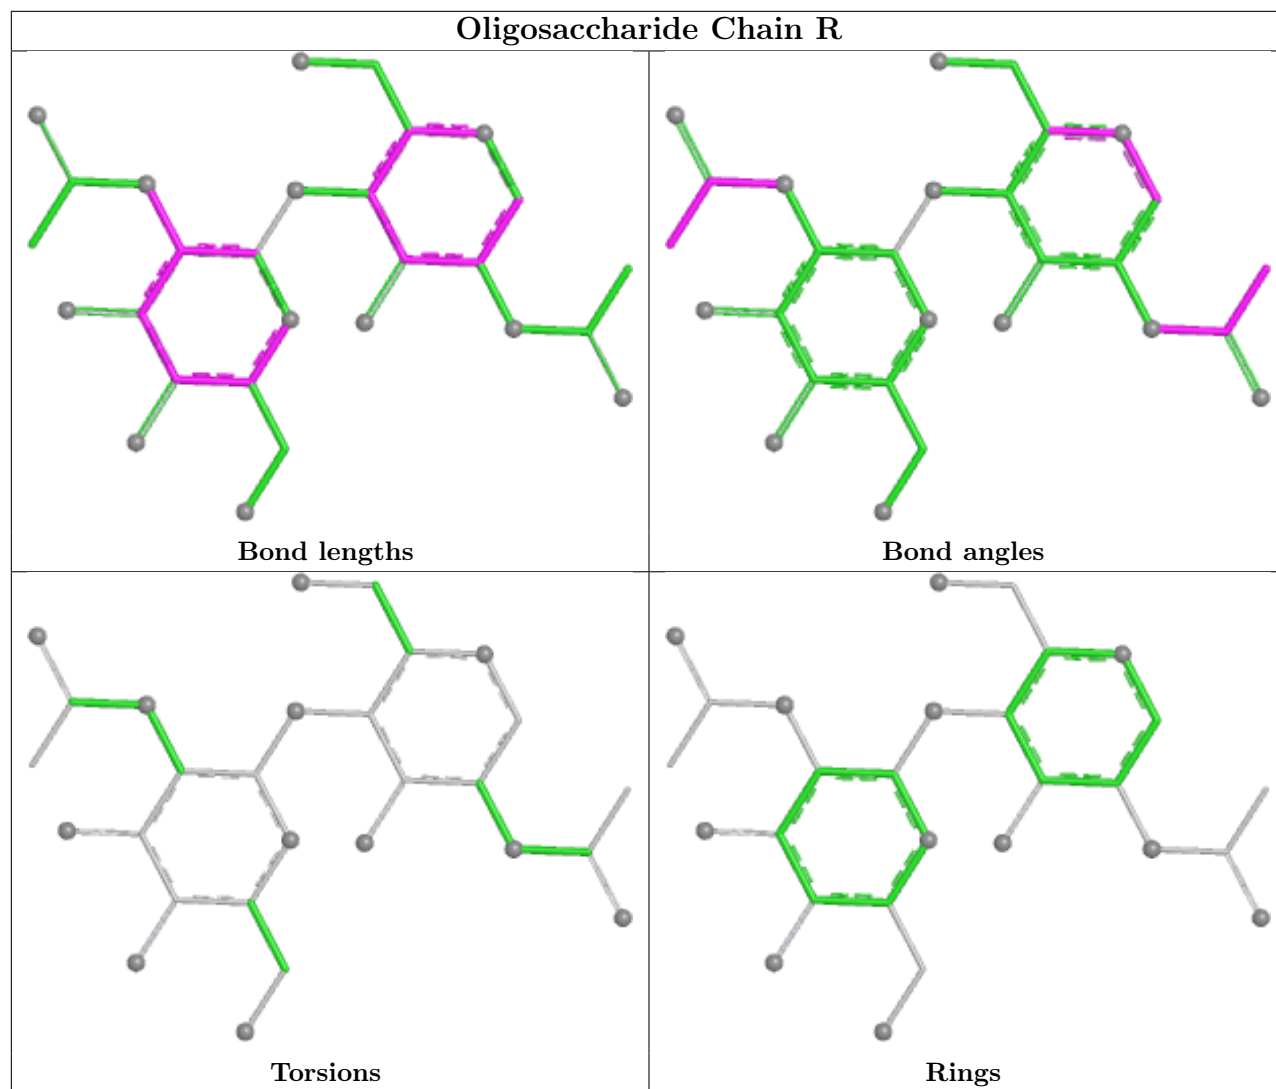 Oligosaccharide Chain R
Bond lengths
Bond angles
Torsions
Rings